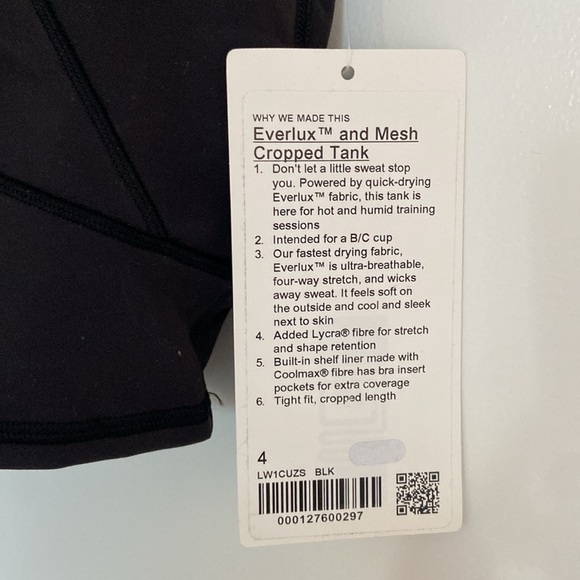 WHY WE MADE THIS
Everlux™ and Mesh
Cropped Tank
1. Don't let a little sweat stop
you. Powered by quick-drying
Everlux™ fabric, this tank is
here for hot and humid training
sessions
2. Intended for a B/C cup
3. Our fastest drying fabric,
Everlux™ is ultra-breathable,
four-way stretch, and wicks
away sweat. It feels soft on
the outside and cool and sleek
next to skin
4. Added Lycra® fibre for stretch
and shape retention
5. Built-in shelf liner made with
Coolmax® fibre has bra insert
pockets for extra coverage
6. Tight fit, cropped length
4
LW1CUZS BLK
000127600297